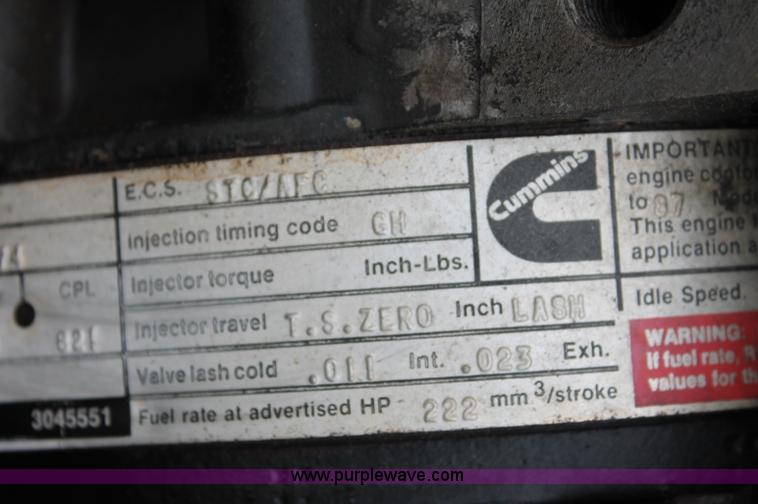 E.C.S. STC/AFC
Injection timing code GH
CPL
Injector torque Inch-Lbs.
821
Injector travel T.S.ZERO Inch LASH
Valve lash cold .011 Int. .023 Exh.
3045551
Fuel rate at advertised HP 222 mm3/stroke
Cummins
IMPORTANT
engine
to 87
This engine
application
Idle Speed.
WARNING:
If fuel rate,
values for
www.purplewave.com